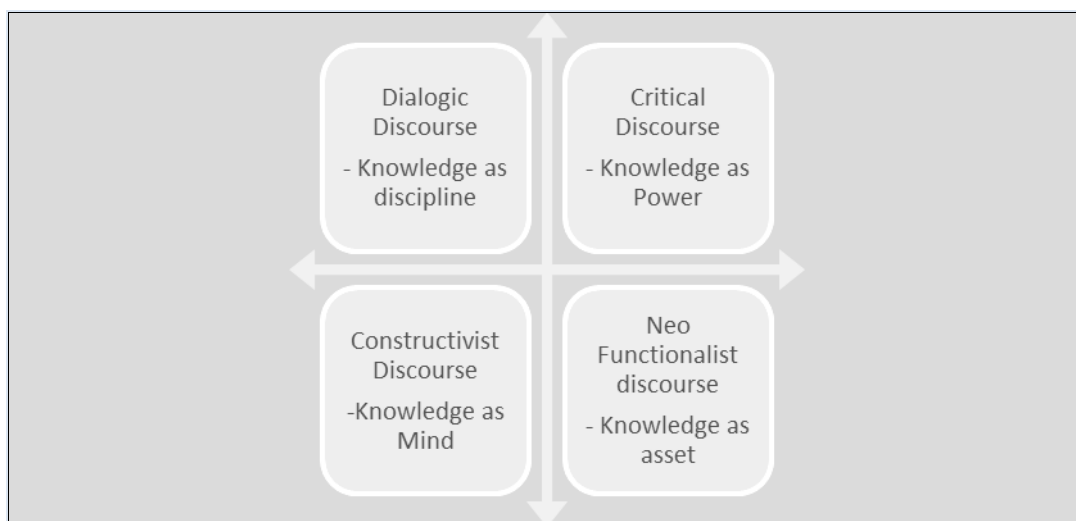 Dialogic
Discourse
- Knowledge as
discipline
Critical
Discourse
- Knowledge as
Power
Constructivist
Discourse
-Knowledge as
Mind
Neo
Functionalist
discourse
- Knowledge as
asset